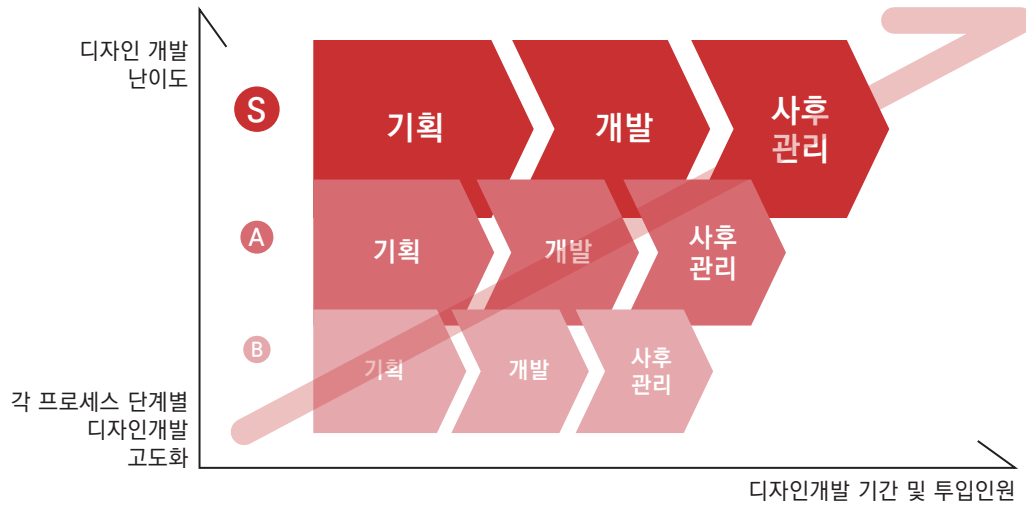 디자인 개발
난이도
S
기획
개발
사후
관리
A
기획
개발
사후
관리
B
기획
개발
사후
관리
각 프로세스 단계별
디자인개발
고도화
디자인개발 기간 및 투입인원